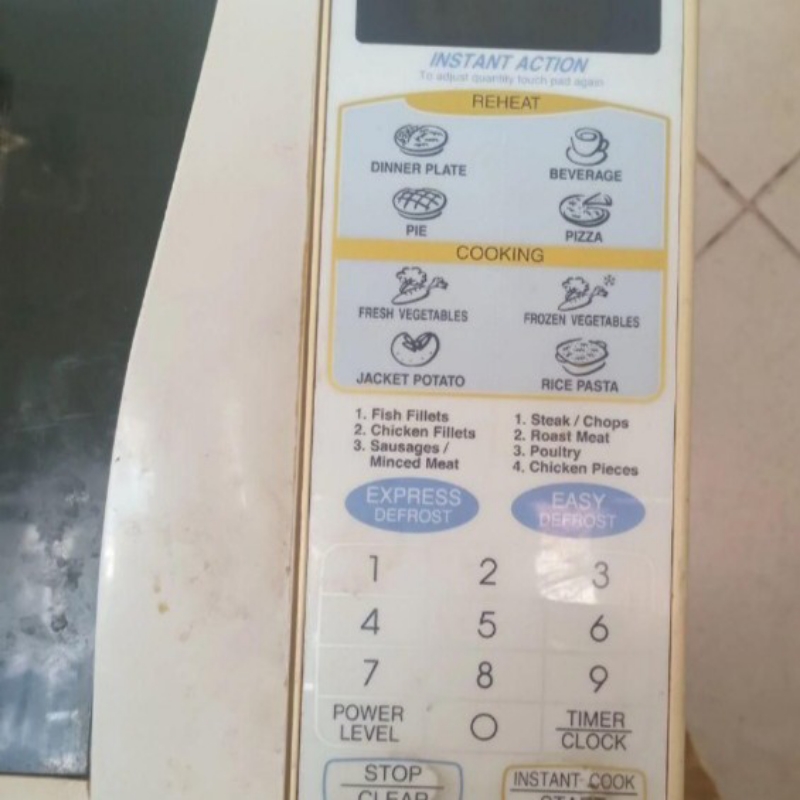 INSTANT ACTION
To adjust quantity touch pad again
REHEAT
DINNER PLATE
BEVERAGE
PIE
PIZZA
COOKING
FRESH VEGETABLES
FROZEN VEGETABLES
JACKET POTATO
RICE PASTA
1. Fish Fillets
2. Chicken Fillets
3. Sausages /
Minced Meat
1. Steak / Chops
2. Roast Meat
3. Poultry
4. Chicken Pieces
EXPRESS
DEFROST
EASY
DEFROST
1 2 3
4 5 6
7 8 9
POWER
LEVEL
0
TIMER
CLOCK
STOP
CLEAR
INSTANT COOK
START